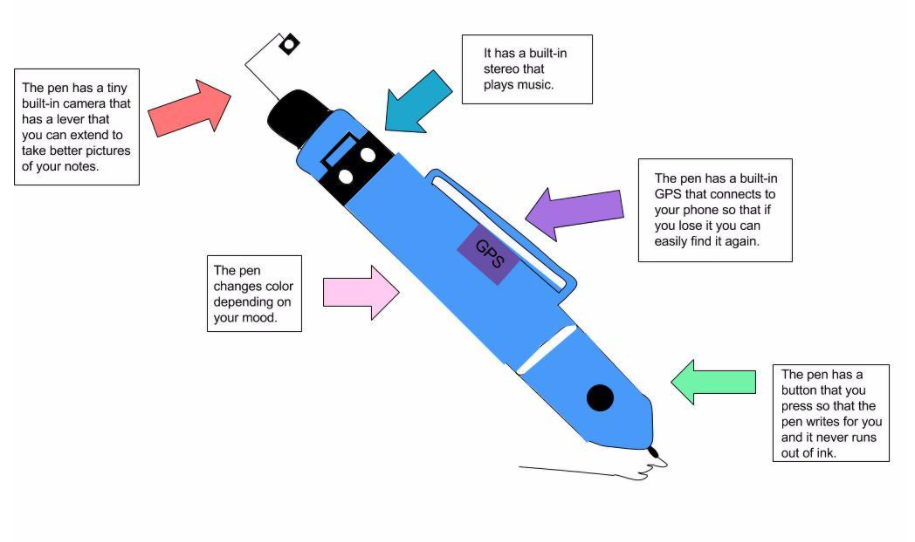 The pen has a tiny
built-in camera that
has a lever that
you can extend to
take better pictures
of your notes.
It has a built-in
stereo that
plays music.
The pen has a built-in
GPS that connects to
your phone so that if
you lose it you can
easily find it again.
GPS
The pen
changes color
depending on
your mood.
The pen has a
button that you
press so that the
pen writes for you
and it never runs
out of ink.